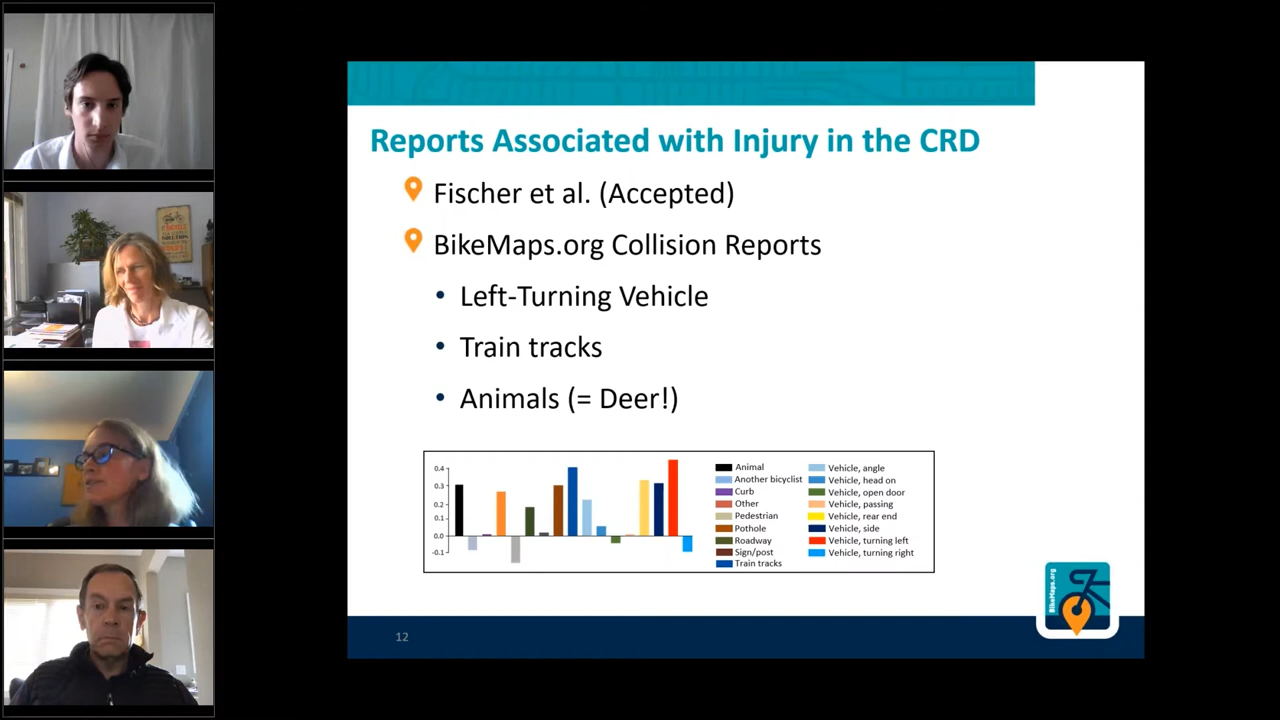 Reports Associated with Injury in the CRD
Fischer et al. (Accepted)
BikeMaps.org Collision Reports
• Left-Turning Vehicle
• Train tracks
• Animals (= Deer!)
0.4
0.3
0.2
0.1
0.0
-0.1
Animal
Another bicyclist
Curb
Other
Pedestrian
Pothole
Roadway
Sign/post
Train tracks
Vehicle, angle
Vehicle, head on
Vehicle, open door
Vehicle, passing
Vehicle, rear end
Vehicle, side
Vehicle, turning left
Vehicle, turning right
BikeMaps.org
12